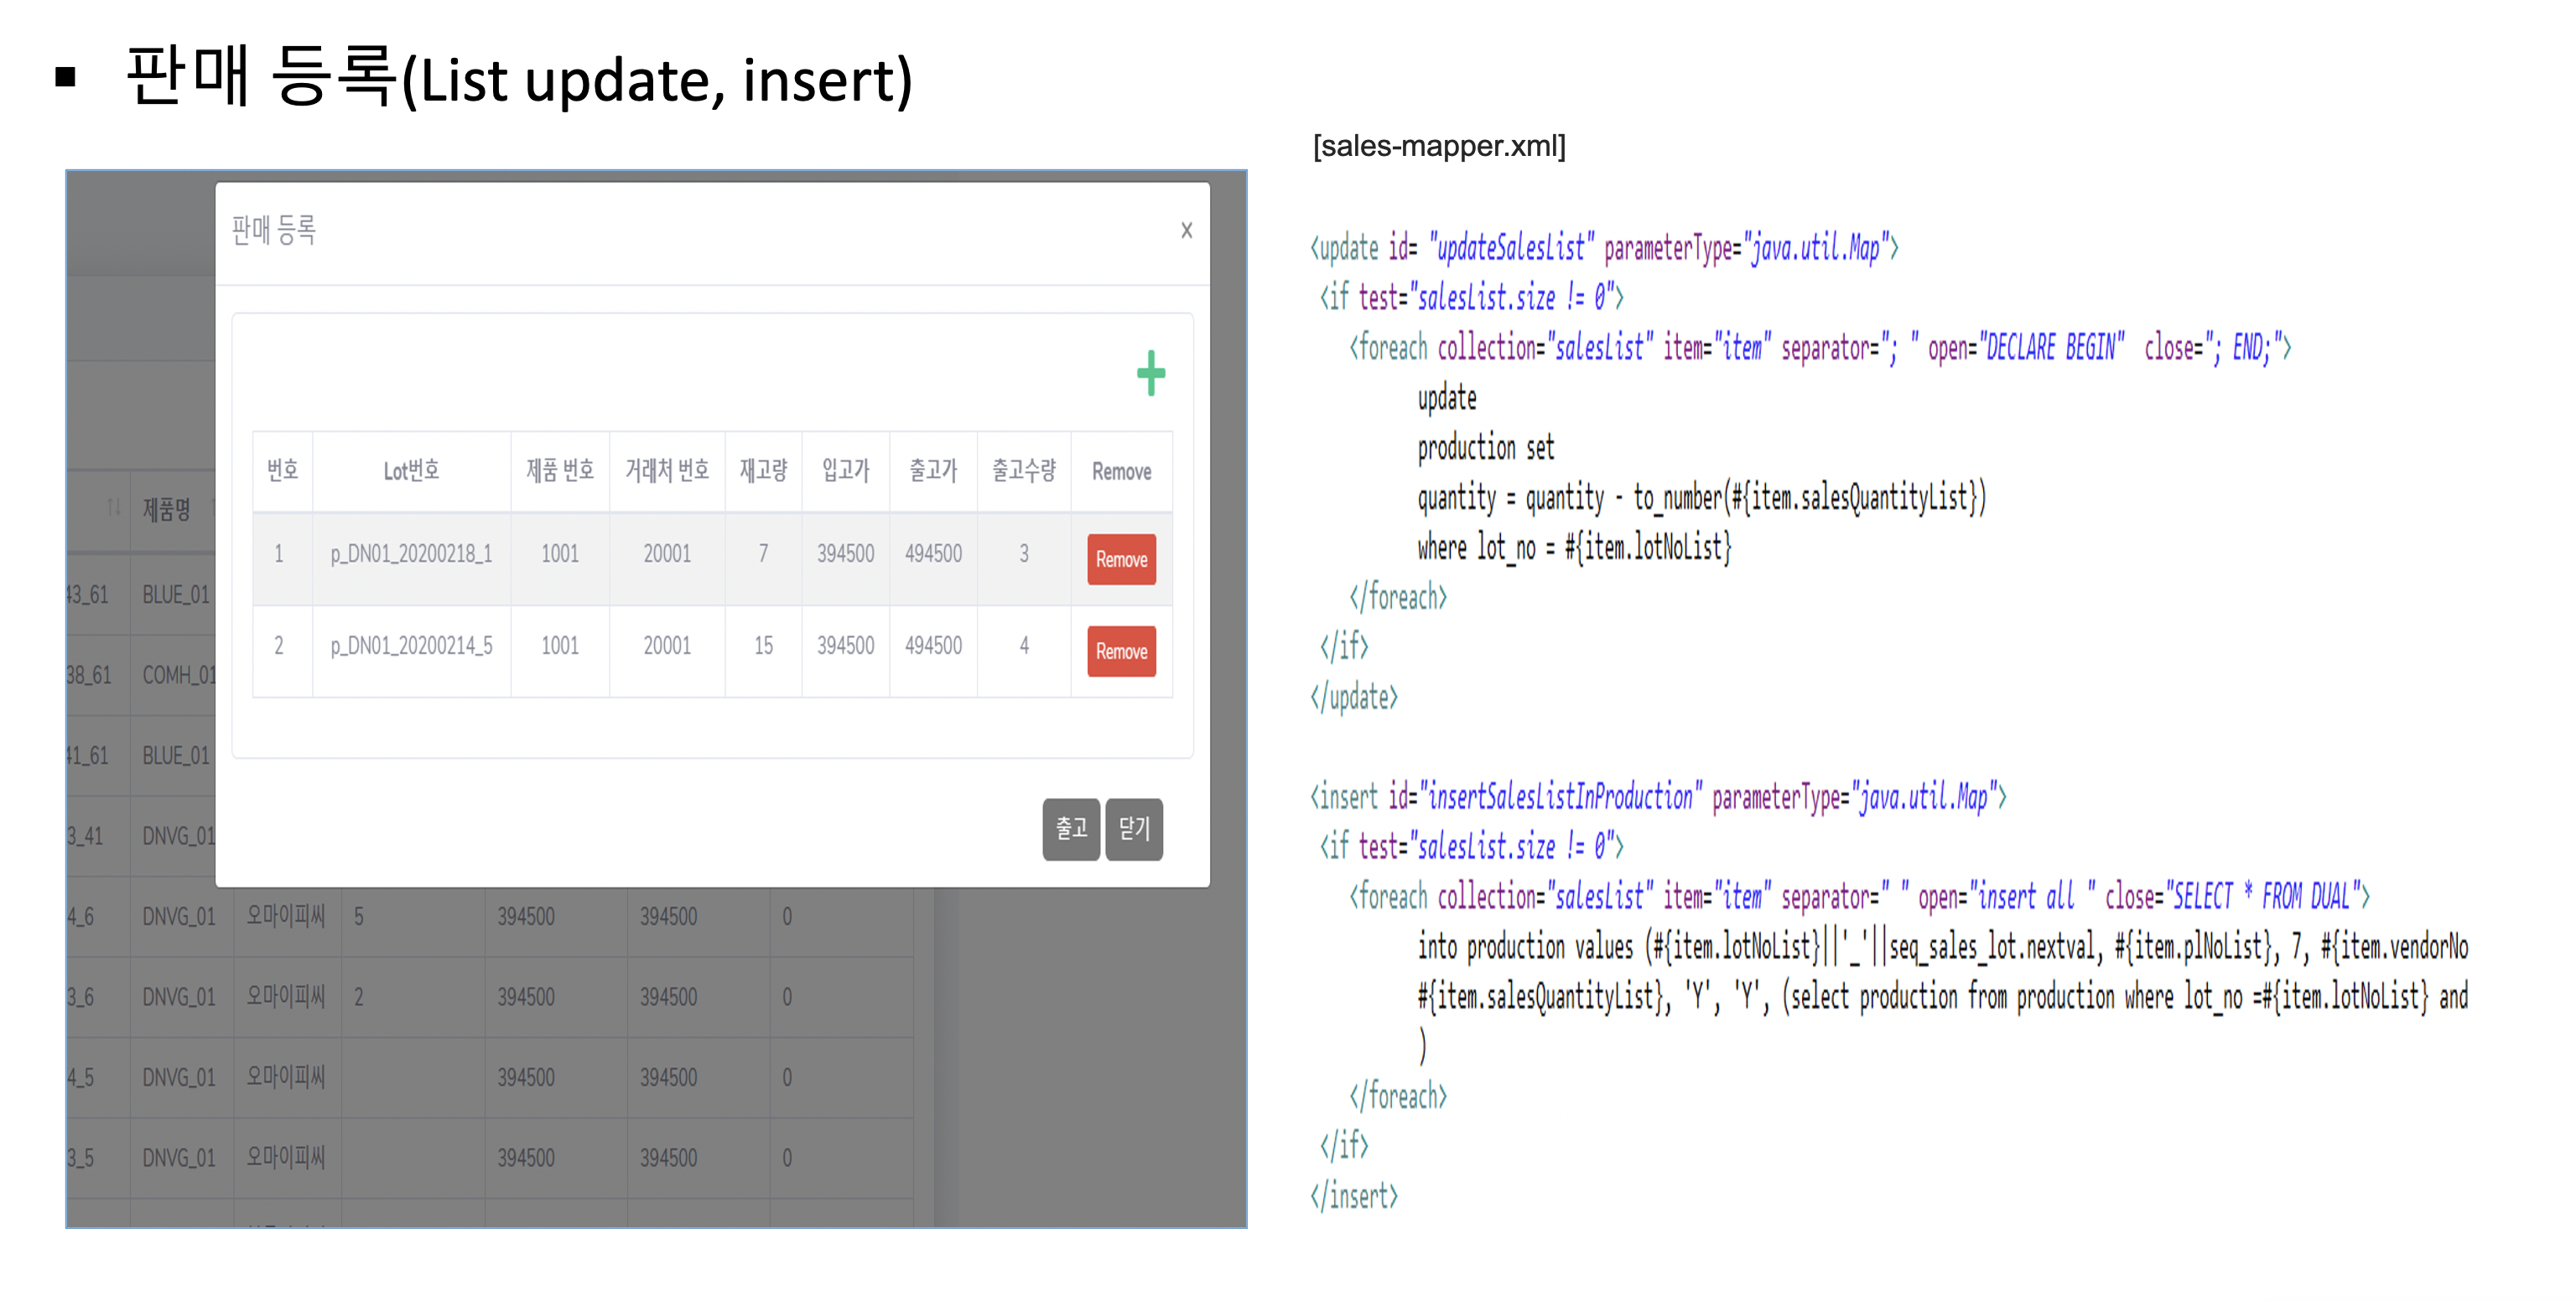 ▪ 판매 등록(List update, insert)
[sales-mapper.xml]
판매 등록 x
번호 Lot번호 제품 번호 거래처 번호 재고량 입고가 출고가 출고수량 Remove
1 p_DN01_20200218_1 1001 20001 7 394500 494500 3 Remove
2 p_DN01_20200214_5 1001 20001 15 394500 494500 4 Remove
출고 닫기
제품명
43_61 BLUE_01
38_61 COMH_01
41_61 BLUE_01
3_41 DNVG_01
4_6 DNVG_01 오마이피씨 5 394500 394500 0
3_6 DNVG_01 오마이피씨 2 394500 394500 0
4_5 DNVG_01 오마이피씨 394500 394500 0
3_5 DNVG_01 오마이피씨 394500 394500 0
<update id= "updateSalesList" parameterType="java.util.Map">
<if test="salesList.size != 0">
<foreach collection="salesList" item="item" separator="; " open="DECLARE BEGIN" close="; END;">
update
production set
quantity = quantity - to_number(#{item.salesQuantityList})
where lot_no = #{item.lotNoList}
</foreach>
</if>
</update>
<insert id="insertSalesListInProduction" parameterType="java.util.Map">
<if test="salesList.size != 0">
<foreach collection="salesList" item="item" separator=" " open="insert all " close="SELECT * FROM DUAL">
into production values (#{item.lotNoList}||'_'||seq_sales_lot.nextval, #{item.plNoList}, 7, #{item.vendorNo
#{item.salesQuantityList}, 'Y', 'Y', (select production from production where lot_no =#{item.lotNoList} and
)
</foreach>
</if>
</insert>